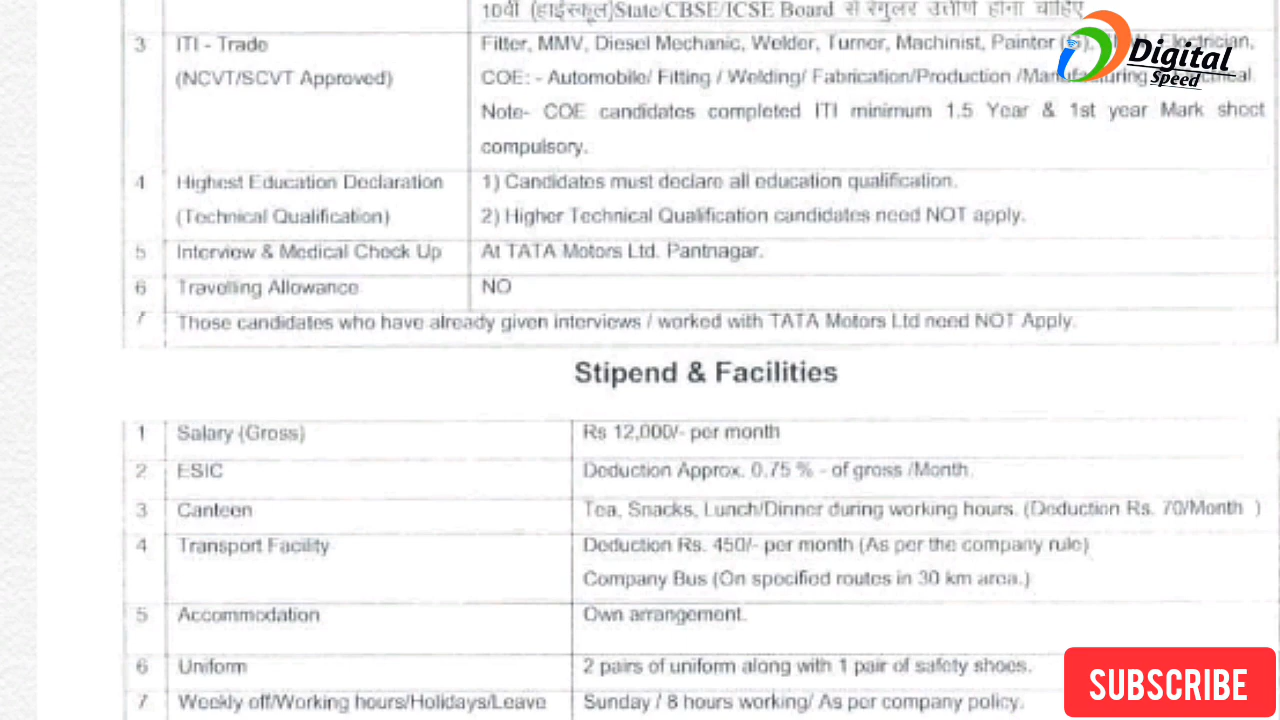 10वी (हाईस्कूल)State/CBSE/ICSE Board से रेगुलर उत्तीर्ण होना चाहिए
3 ITI - Trade Fitter, MMV, Diesel Mechanic, Welder, Turner, Machinist, Painter Electrician,
(NCVT/SCVT Approved) COE: - Automobile/ Fitting / Welding/ Fabrication/Production
Note- COE candidates completed ITI minimum 1.5 Year & 1st year Mark sheet
compulsory.
4 Highest Education Declaration 1) Candidates must declare all education qualification.
(Technical Qualification) 2) Higher Technical Qualification candidates need NOT apply.
5 Interview & Medical Check Up At TATA Motors Ltd. Pantnagar.
6 Travelling Allowance NO
7 Those candidates who have already given interviews / worked with TATA Motors Ltd need NOT Apply.
Digital
Speed
Stipend & Facilities
1 Salary (Gross) Rs 12,000/- per month
2 ESIC Deduction Approx. 0.75 % - of gross /Month.
3 Canteen Tea, Snacks, Lunch/Dinner during working hours. (Deduction Rs. 70/Month )
4 Transport Facility Deduction Rs. 450/- per month (As per the company rule)
Company Bus (On specified routes in 30 km area.)
5 Accommodation Own arrangement.
6 Uniform 2 pairs of uniform along with 1 pair of safety shoes.
7 Weekly off/Working hours/Holidays/Leave Sunday / 8 hours working/ As per company policy.
SUBSCRIBE